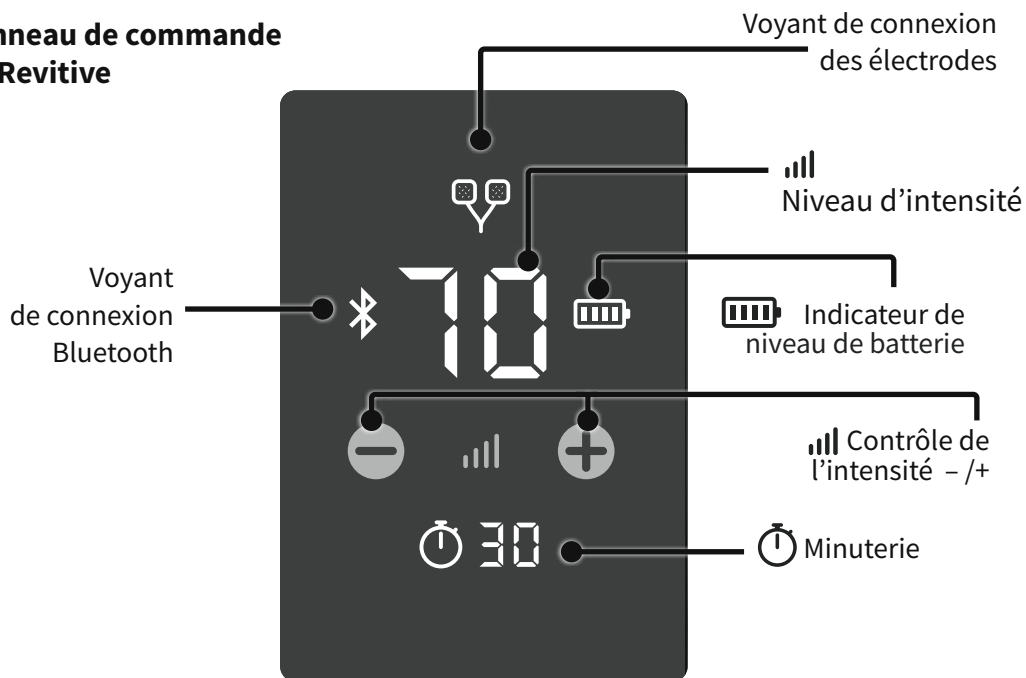 nneau de commande
Revitive
Voyant de connexion
des électrodes
Niveau d’intensité
70
Voyant
de connexion
Bluetooth
Indicateur de
niveau de batterie
Contrôle de
l’intensité – /+
30
Minuterie